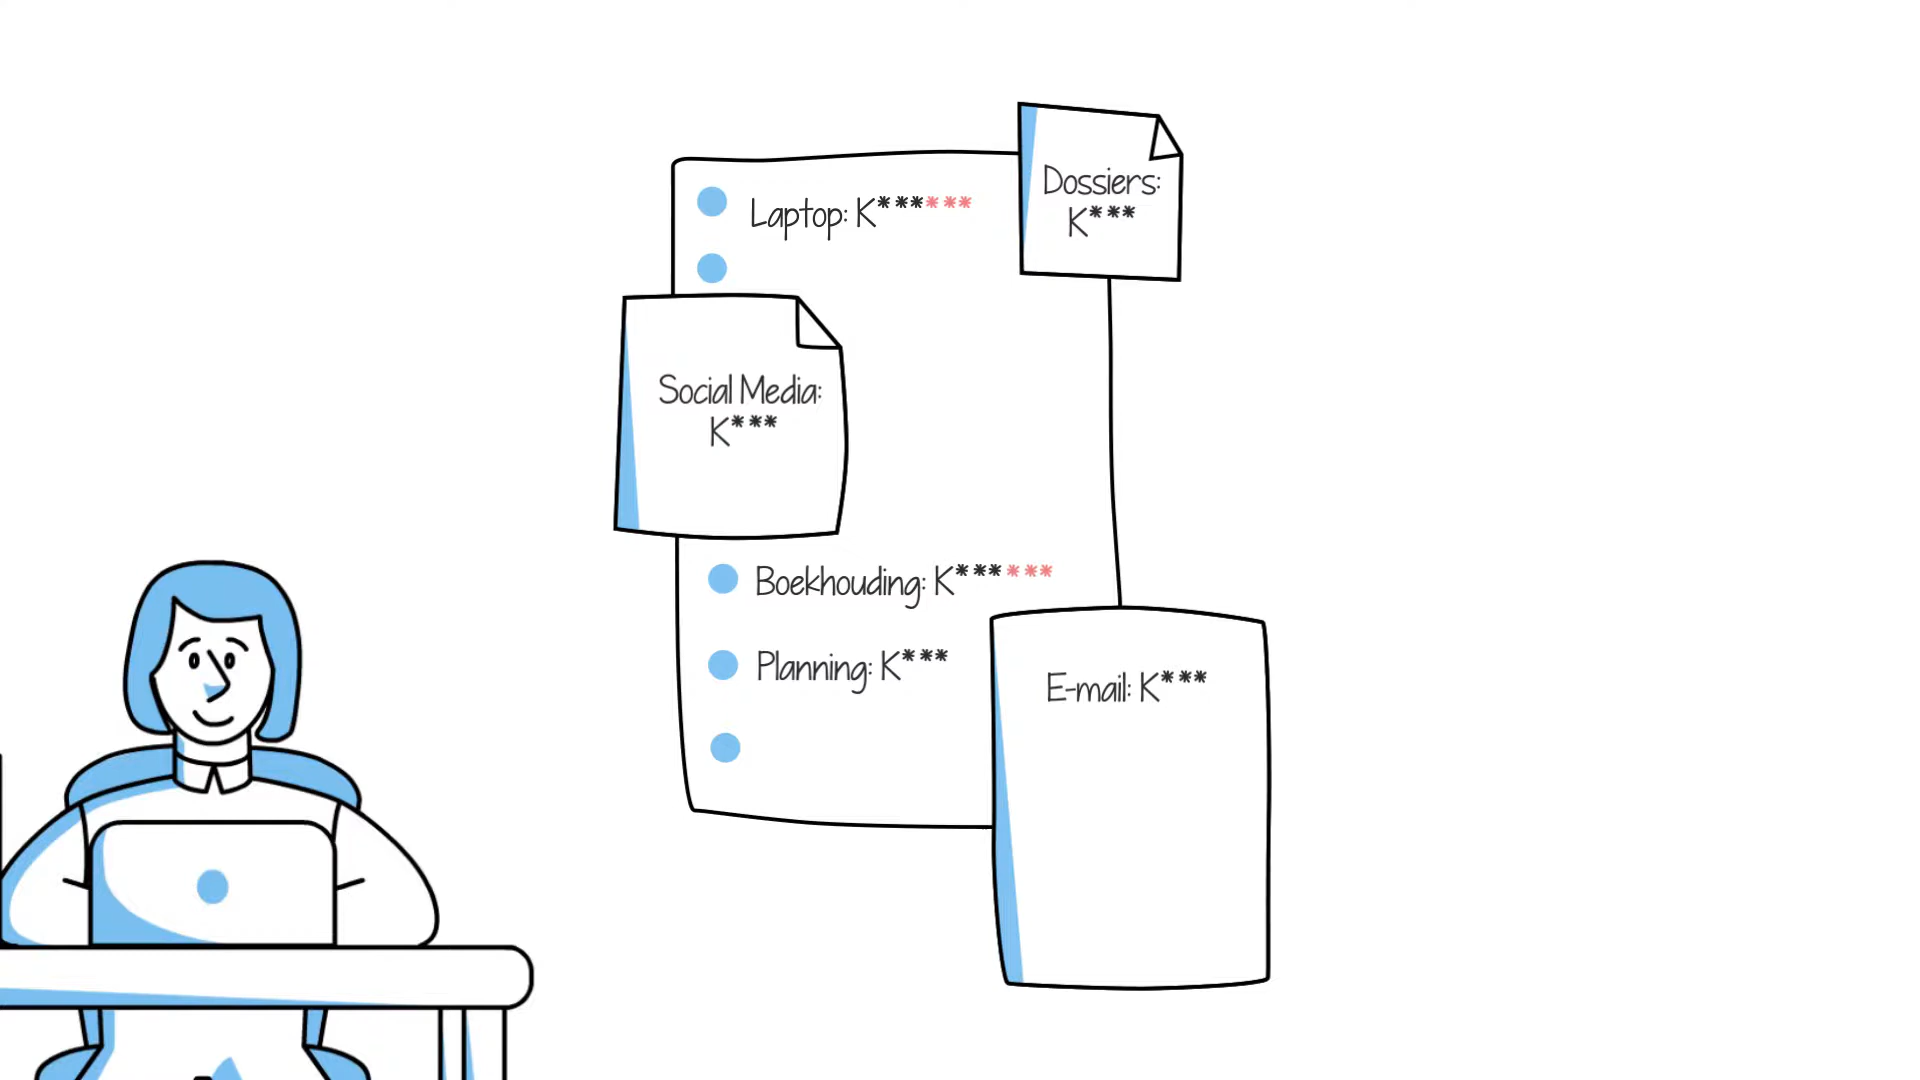 Dossiers:
K***
Laptop: K******
Social Media:
K***
Boekhouding: K******
Planning: K***
E-mail: K***